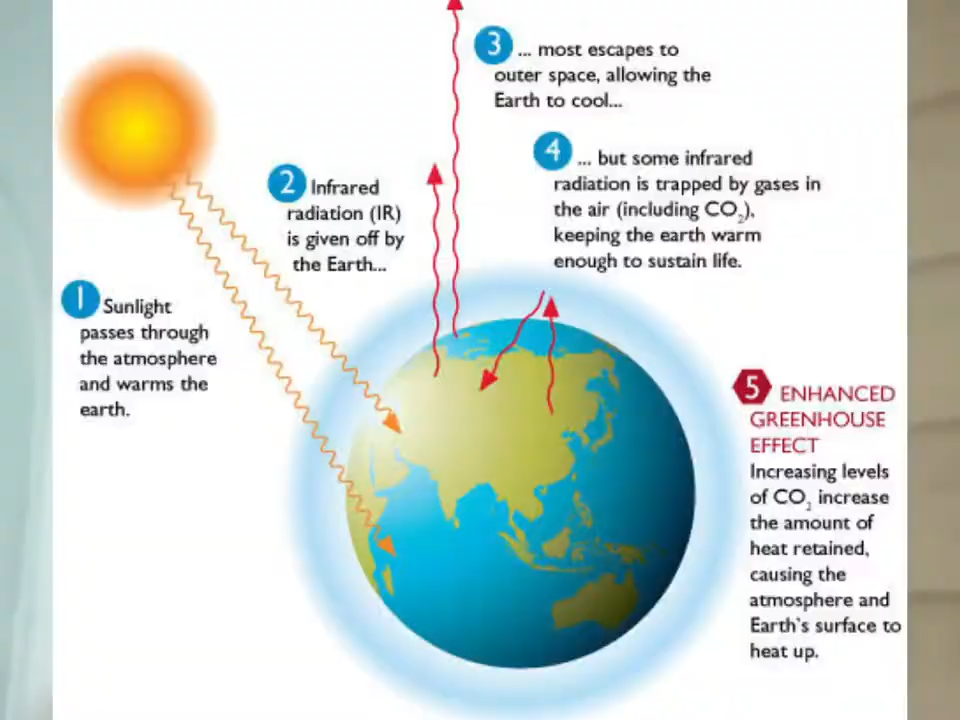 1 Sunlight
passes through
the atmosphere
and warms the
earth.
2 Infrared
radiation (IR)
is given off by
the Earth...
3 ... most escapes to
outer space, allowing the
Earth to cool...
4 ... but some infrared
radiation is trapped by gases in
the air (including CO₂),
keeping the earth warm
enough to sustain life.
5 ENHANCED
GREENHOUSE
EFFECT
Increasing levels
of CO₂ increase
the amount of
heat retained,
causing the
atmosphere and
Earth's surface to
heat up.